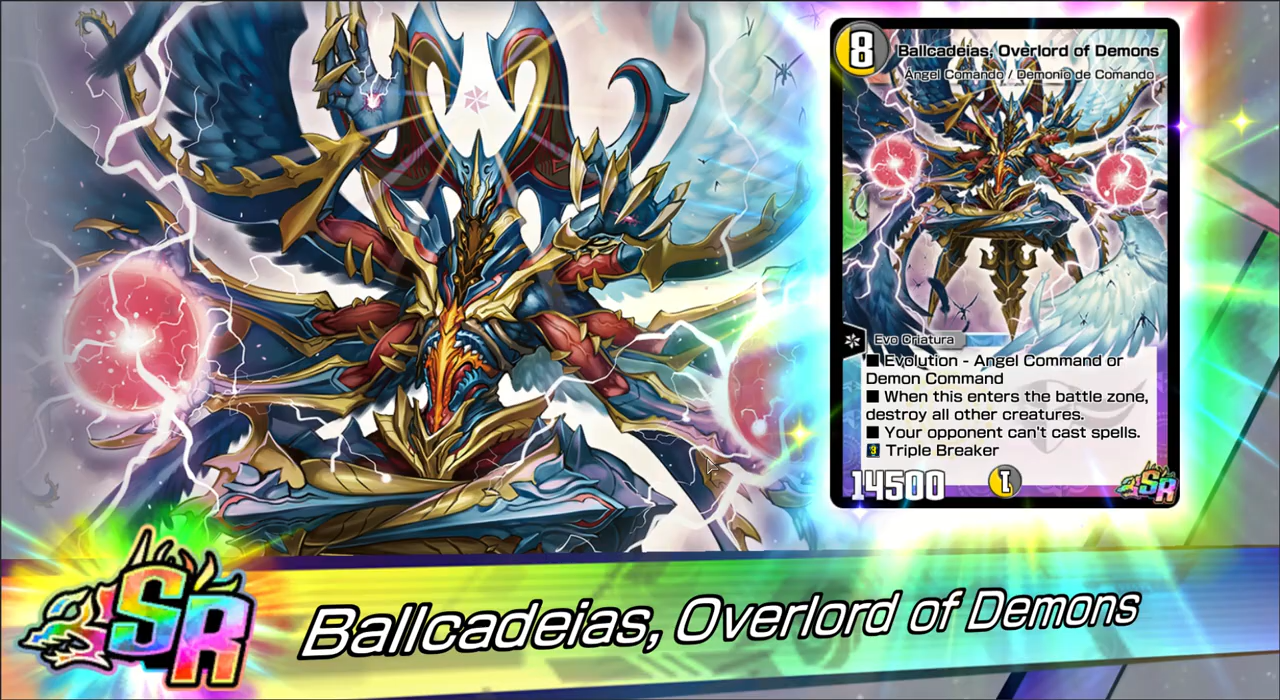 8
Ballcadeias, Overlord of Demons
Angel Comando / Demonio de Comando
Evo Criatura
■ Evolution - Angel Command or
Demon Command
■ When this enters the battle zone,
destroy all other creatures.
■ Your opponent can't cast spells.
3 Triple Breaker
14500
1
SR
SR
Ballcadeias, Overlord of Demons